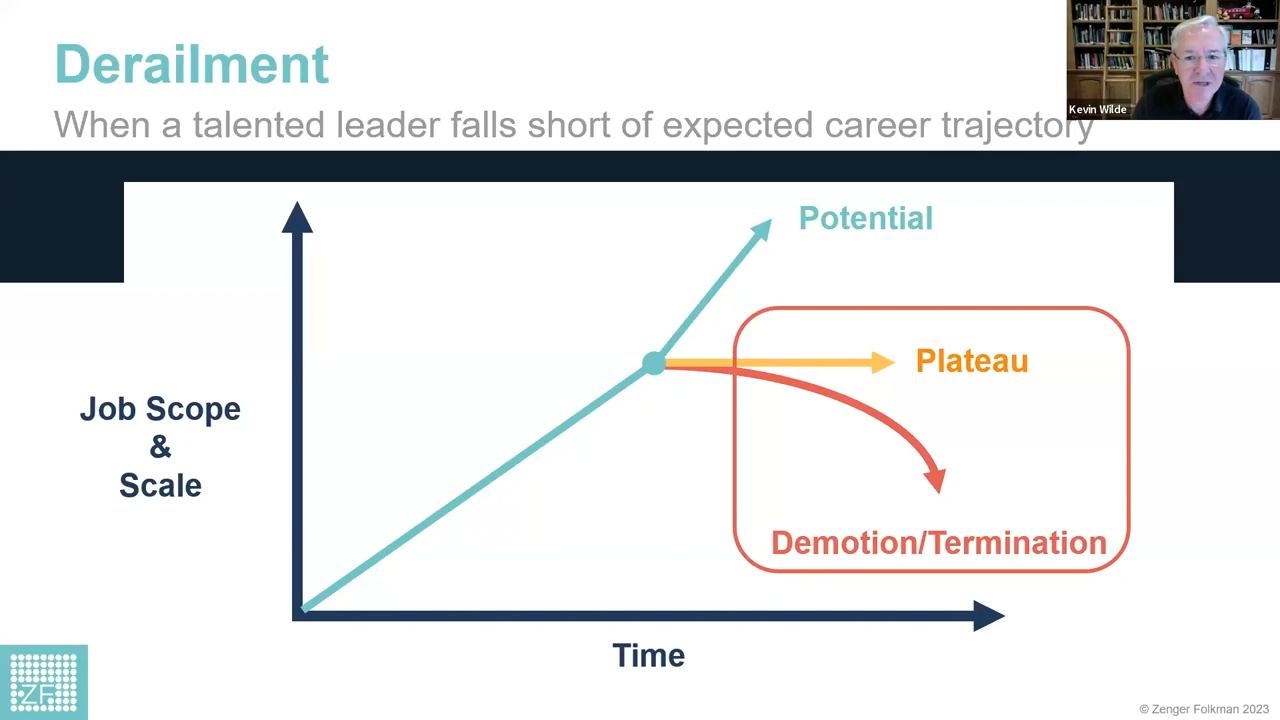 Derailment
When a talented leader falls short of expected career trajectory
Kevin Wilde
Potential
Plateau
Job Scope
&
Scale
Demotion/Termination
Time
ZF
© Zenger Folkman 2023